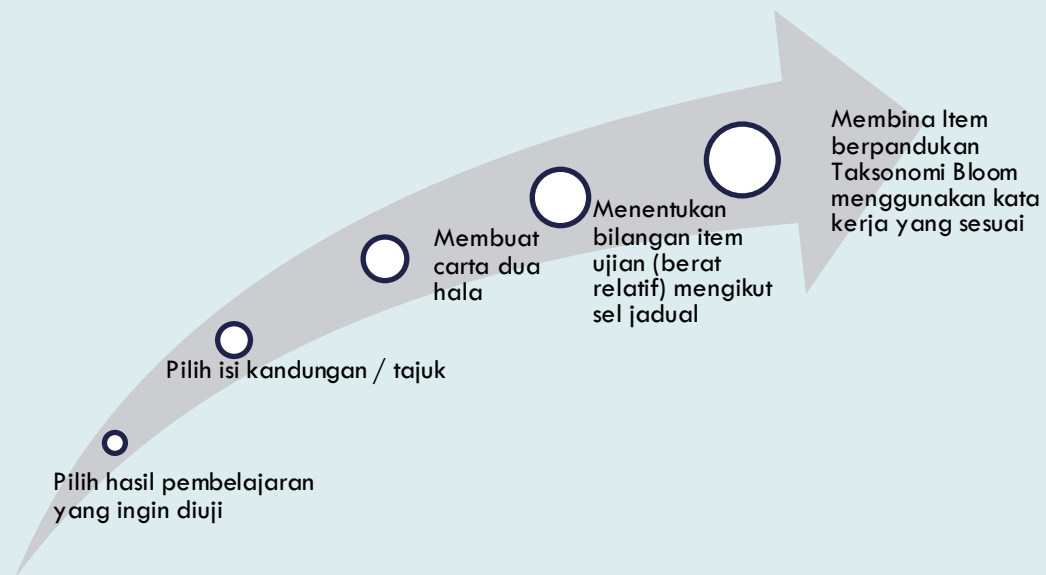 Pilih hasil pembelajaran
yang ingin diuji
Pilih isi kandungan / tajuk
Membuat
carta dua
hala
Menentukan
bilangan item
ujian (berat
relatif) mengikut
sel jadual
Membina Item
berpandukan
Taksonomi Bloom
menggunakan kata
kerja yang sesuai